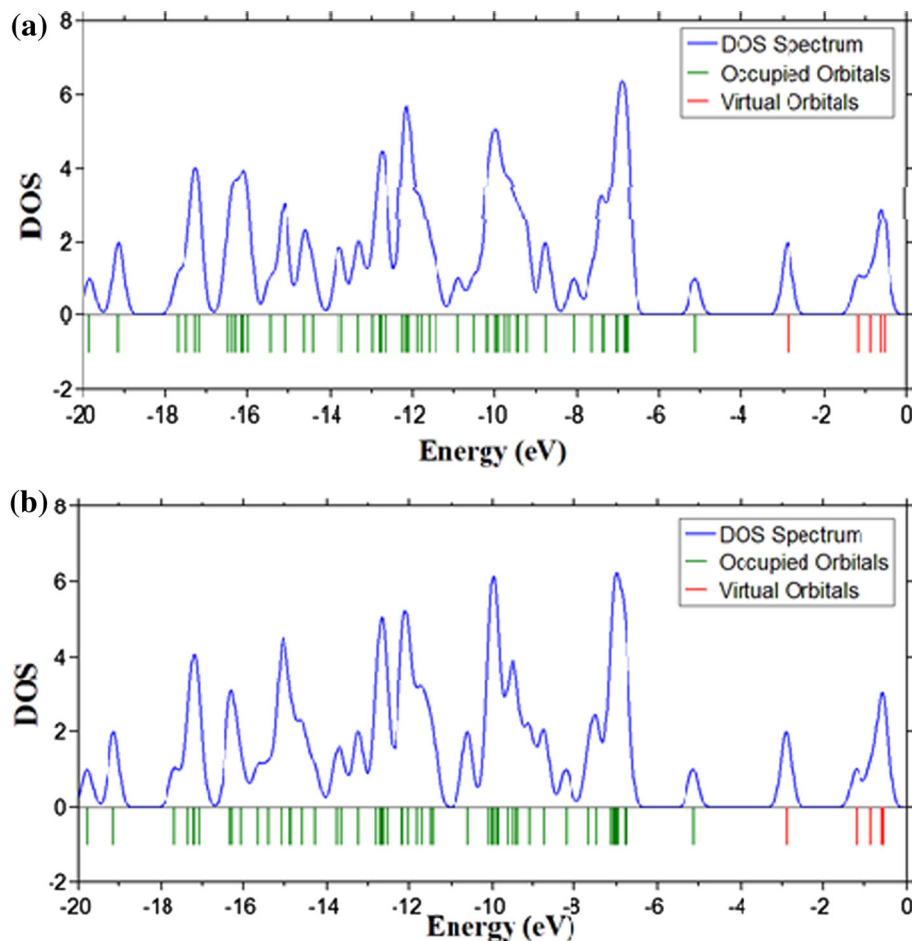 (a)
8
6
4
2
0
-2
DOS
DOS Spectrum
Occupied Orbitals
Virtual Orbitals
-20 -18 -16 -14 -12 -10 -8 -6 -4 -2 0
Energy (eV)
(b)
8
6
4
2
0
-2
DOS
DOS Spectrum
Occupied Orbitals
Virtual Orbitals
-20 -18 -16 -14 -12 -10 -8 -6 -4 -2 0
Energy (eV)